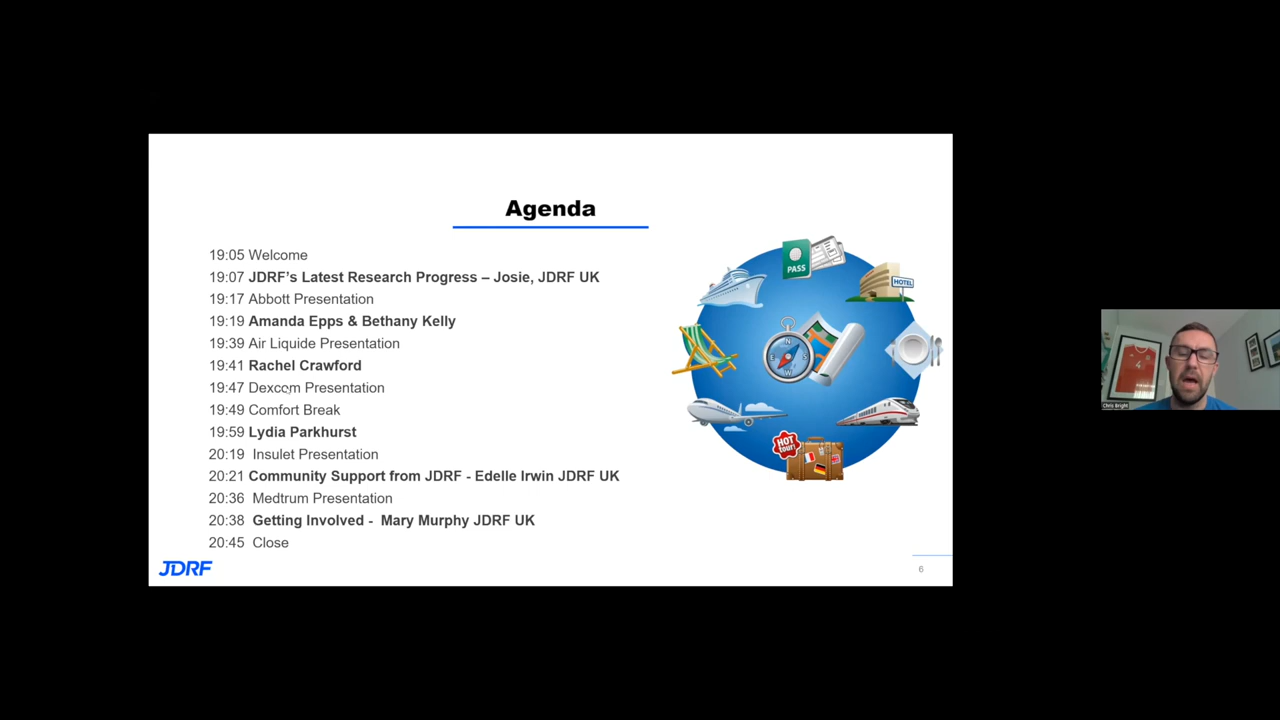 Agenda
19:05 Welcome
19:07 JDRF's Latest Research Progress – Josie, JDRF UK
19:17 Abbott Presentation
19:19 Amanda Epps & Bethany Kelly
19:39 Air Liquide Presentation
19:41 Rachel Crawford
19:47 Dexcom Presentation
19:49 Comfort Break
19:59 Lydia Parkhurst
20:19 Insulet Presentation
20:21 Community Support from JDRF - Edelle Irwin JDRF UK
20:36 Medtrum Presentation
20:38 Getting Involved - Mary Murphy JDRF UK
20:45 Close
JDRF
6
PASS
HOTEL
N
E
S
W
HOT
tour!
4
Chris Bright